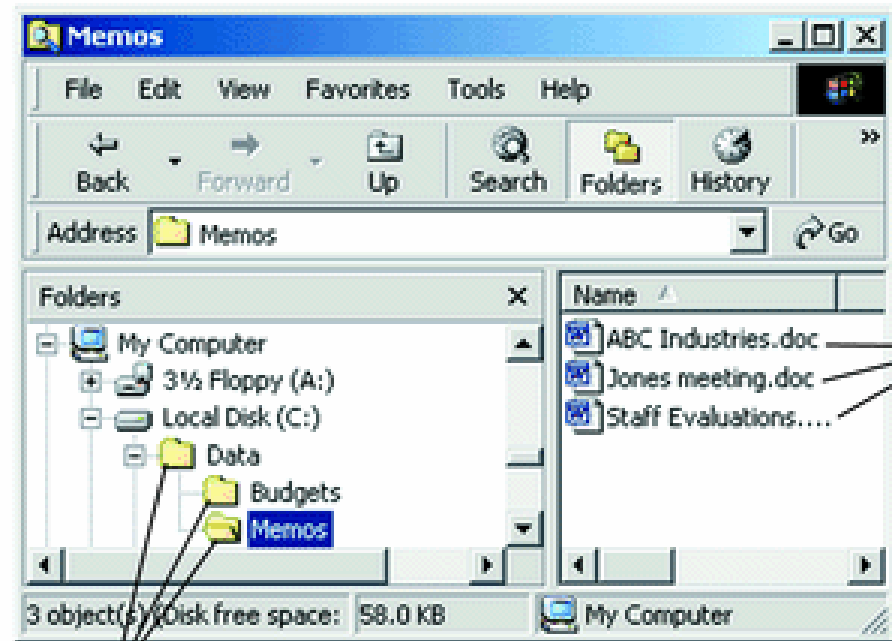 Memos
File Edit View Favorites Tools Help
Back Forward Up Search Folders History »
Address Memos Go
Folders
My Computer
3½ Floppy (A:)
Local Disk (C:)
Data
Budgets
Memos
Name
ABC Industries.doc
Jones meeting.doc
Staff Evaluations....
3 object(s) (Disk free space: 58.0 KB My Computer